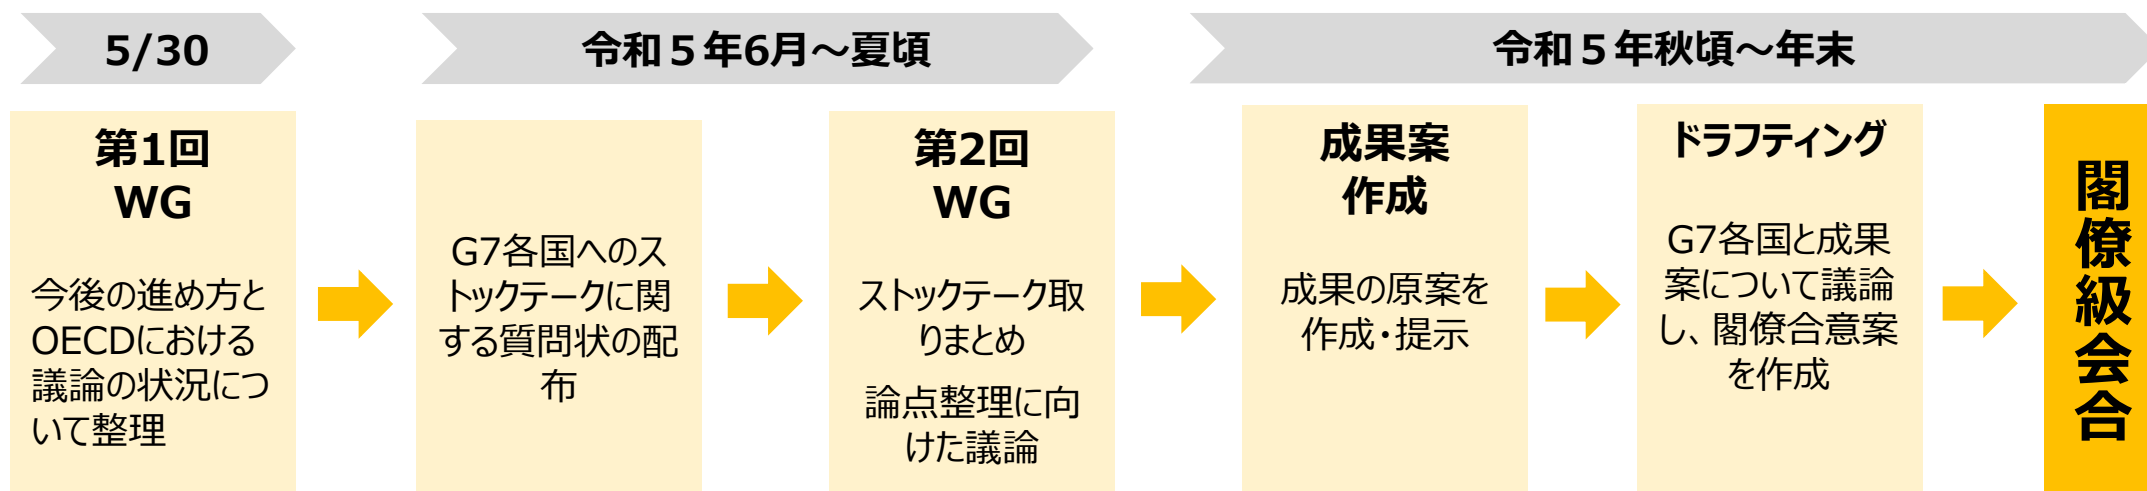 5/30
令和５年6月～夏頃
令和５年秋頃～年末
第1回
WG
今後の進め方と
OECDにおける
議論の状況につ
いて整理
G7各国へのス
トックテークに関
する質問状の配
布
第2回
WG
ストックテーク取
りまとめ
論点整理に向
けた議論
成果案
作成
成果の原案を
作成・提示
ドラフティング
G7各国と成果
案について議論
し、閣僚合意案
を作成
閣僚級会合